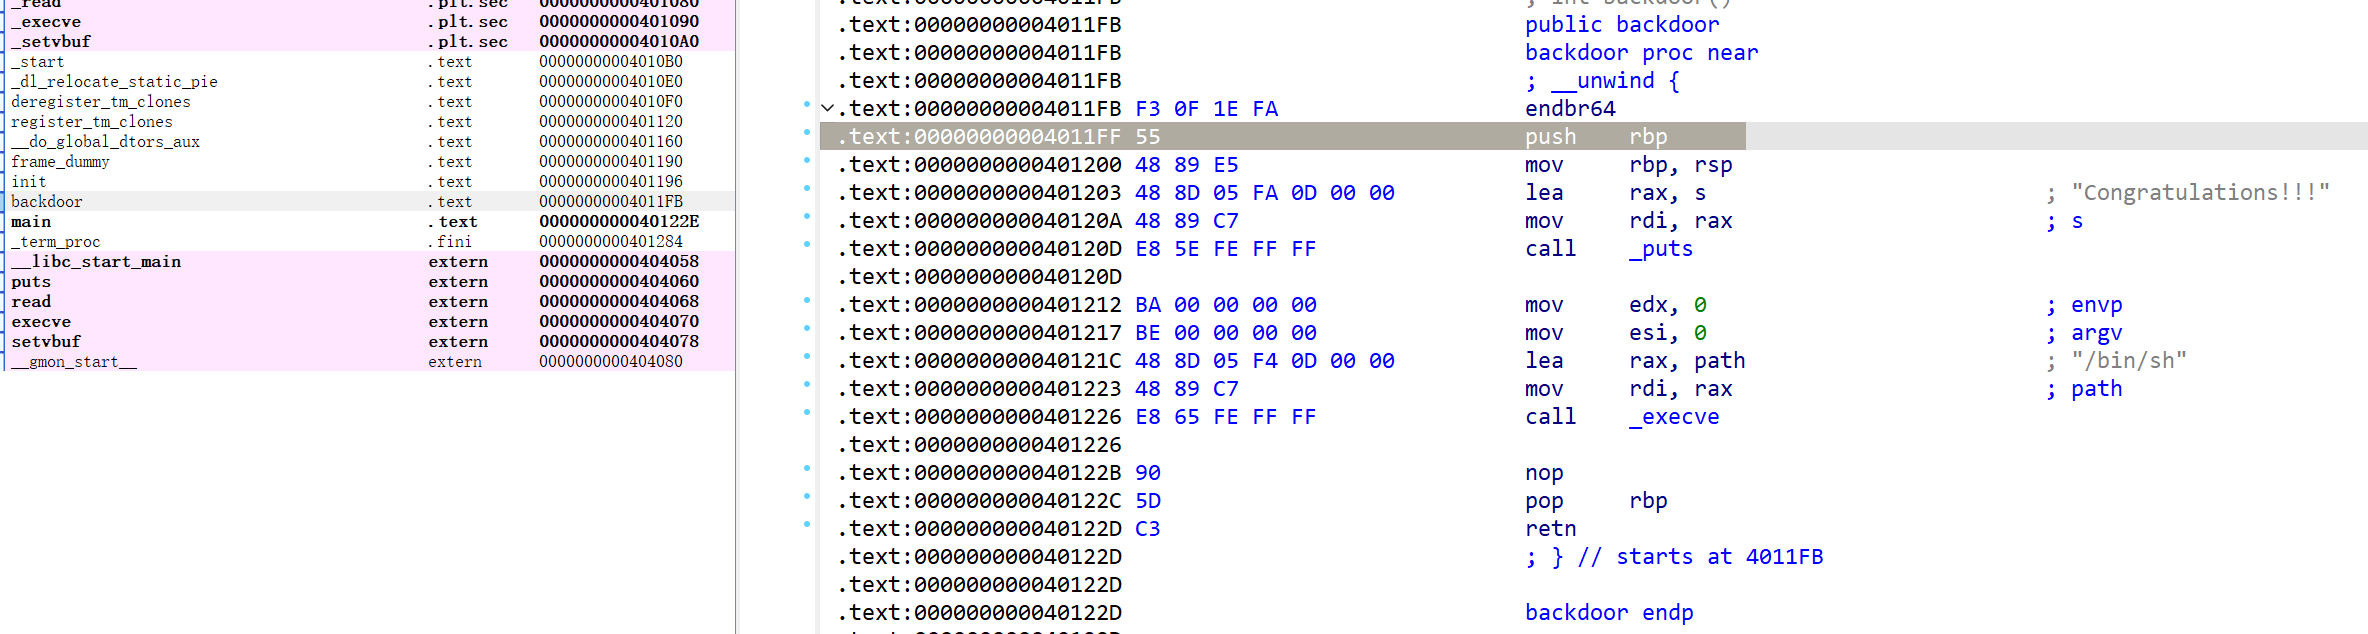 _read .plt.sec 0000000000401080
_execve .plt.sec 0000000000401090
_setvbuf .plt.sec 00000000004010A0
_start .text 00000000004010B0
_dl_relocate_static_pie .text 00000000004010E0
deregister_tm_clones .text 00000000004010F0
register_tm_clones .text 0000000000401120
__do_global_dtors_aux .text 0000000000401160
frame_dummy .text 0000000000401190
init .text 0000000000401196
backdoor .text 00000000004011FB
main .text 000000000040122E
_term_proc .fini 0000000000401284
__libc_start_main extern 0000000000404058
puts extern 0000000000404060
read extern 0000000000404068
execve extern 0000000000404070
setvbuf extern 0000000000404078
__gmon_start__ extern 0000000000404080
.text:00000000004011FB ; int backdoor()
.text:00000000004011FB public backdoor
.text:00000000004011FB backdoor proc near
.text:00000000004011FB ; __unwind {
.text:00000000004011FB F3 0F 1E FA endbr64
.text:00000000004011FF 55 push rbp
.text:0000000000401200 48 89 E5 mov rbp, rsp
.text:0000000000401203 48 8D 05 FA 0D 00 00 lea rax, s ; "Congratulations!!!"
.text:000000000040120A 48 89 C7 mov rdi, rax ; s
.text:000000000040120D E8 5E FE FF FF call _puts
.text:000000000040120D
.text:0000000000401212 BA 00 00 00 00 mov edx, 0 ; envp
.text:0000000000401217 BE 00 00 00 00 mov esi, 0 ; argv
.text:000000000040121C 48 8D 05 F4 0D 00 00 lea rax, path ; "/bin/sh"
.text:0000000000401223 48 89 C7 mov rdi, rax ; path
.text:0000000000401226 E8 65 FE FF FF call _execve
.text:0000000000401226
.text:000000000040122B 90 nop
.text:000000000040122C 5D pop rbp
.text:000000000040122D C3 retn
.text:000000000040122D ; } // starts at 4011FB
.text:000000000040122D
.text:000000000040122D backdoor endp